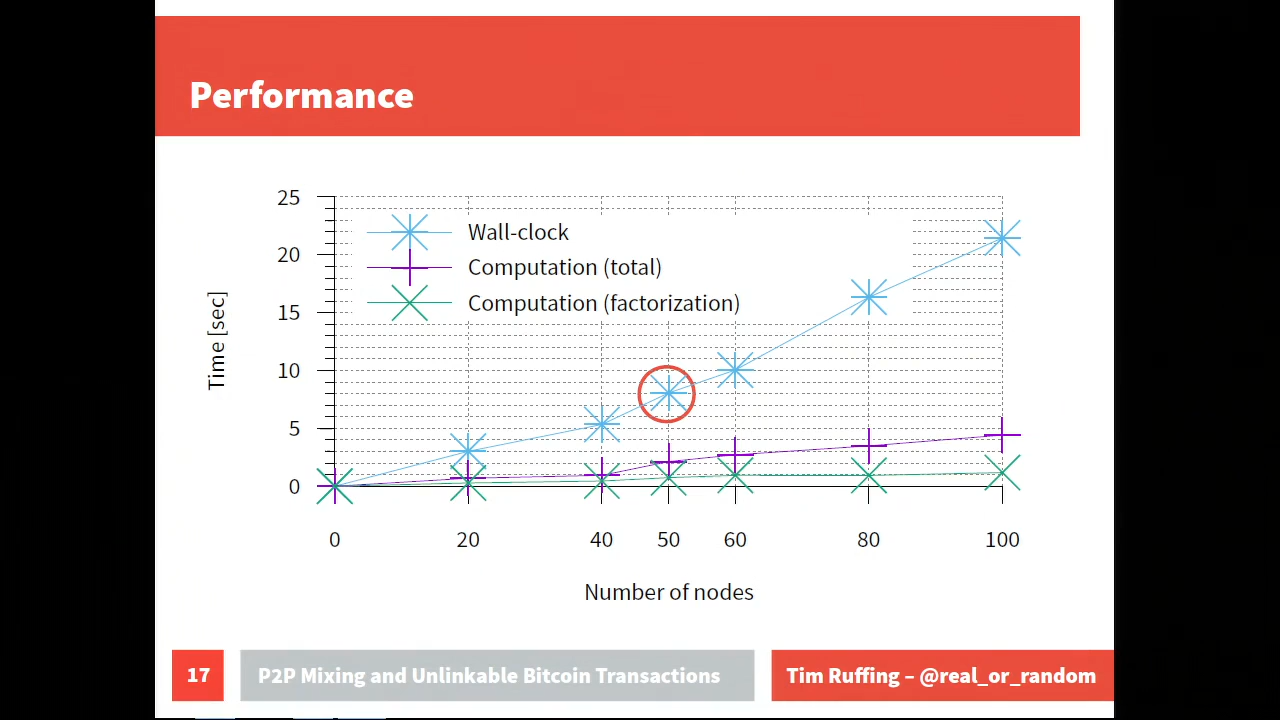 Performance
25
20
15
10
5
0
Time [sec]
Wall-clock
Computation (total)
Computation (factorization)
0 20 40 50 60 80 100
Number of nodes
17 P2P Mixing and Unlinkable Bitcoin Transactions Tim Ruffing – @real_or_random